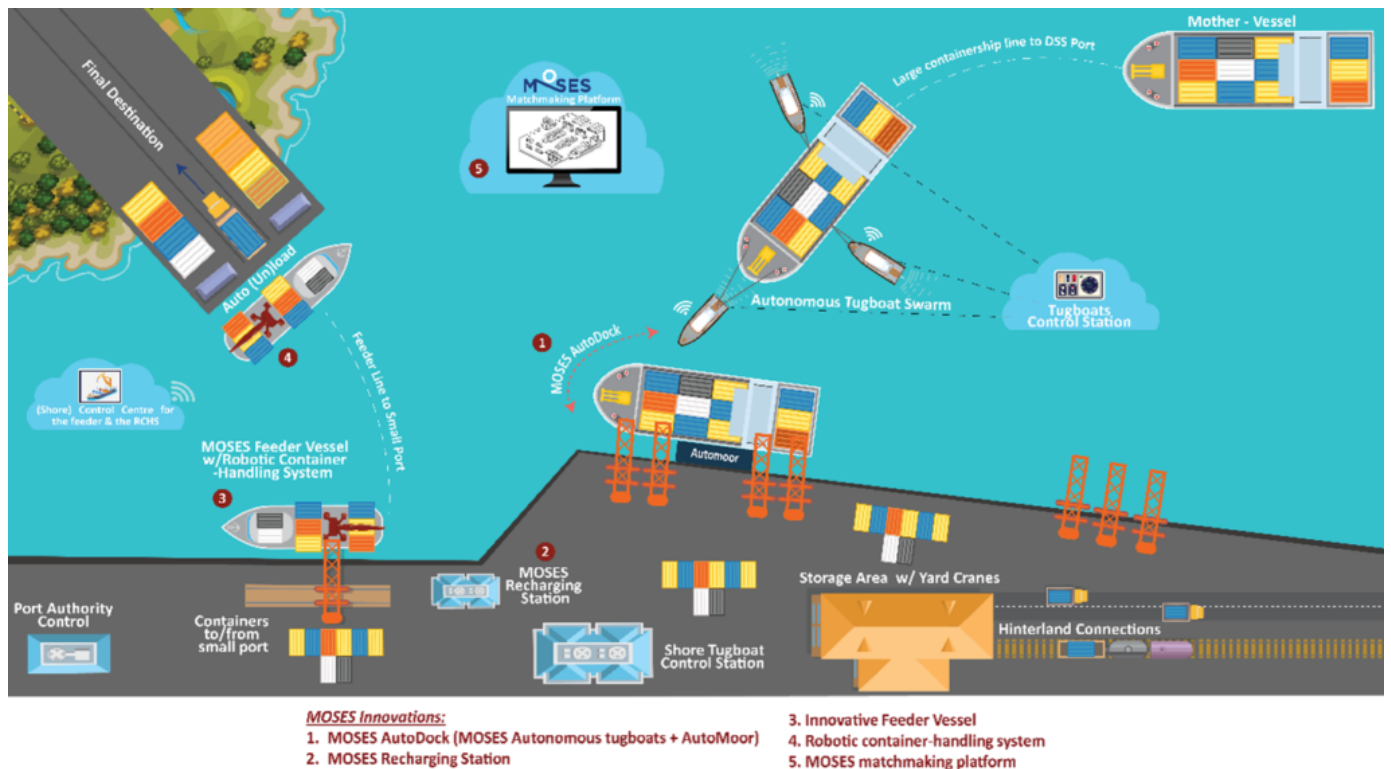 Mother - Vessel
Large containership line to DSS Port
MOSES
Matchmaking Platform
5
Final Destination
Auto (Un)load
4
Feeder Line to Small Port
(Shore) Control Centre for
the feeder & the RCHS
Autonomous Tugboat Swarm
Tugboats
Control Station
1
MOSES AutoDock
MOSES Feeder Vessel
w/Robotic Container
-Handling System
3
Automoor
2
MOSES
Recharging
Station
Storage Area w/ Yard Cranes
Port Authority
Control
Containers
to/from
small port
Shore Tugboat
Control Station
Hinterland Connections
MOSES Innovations:
1. MOSES AutoDock (MOSES Autonomous tugboats + AutoMoor)
2. MOSES Recharging Station
3. Innovative Feeder Vessel
4. Robotic container-handling system
5. MOSES matchmaking platform